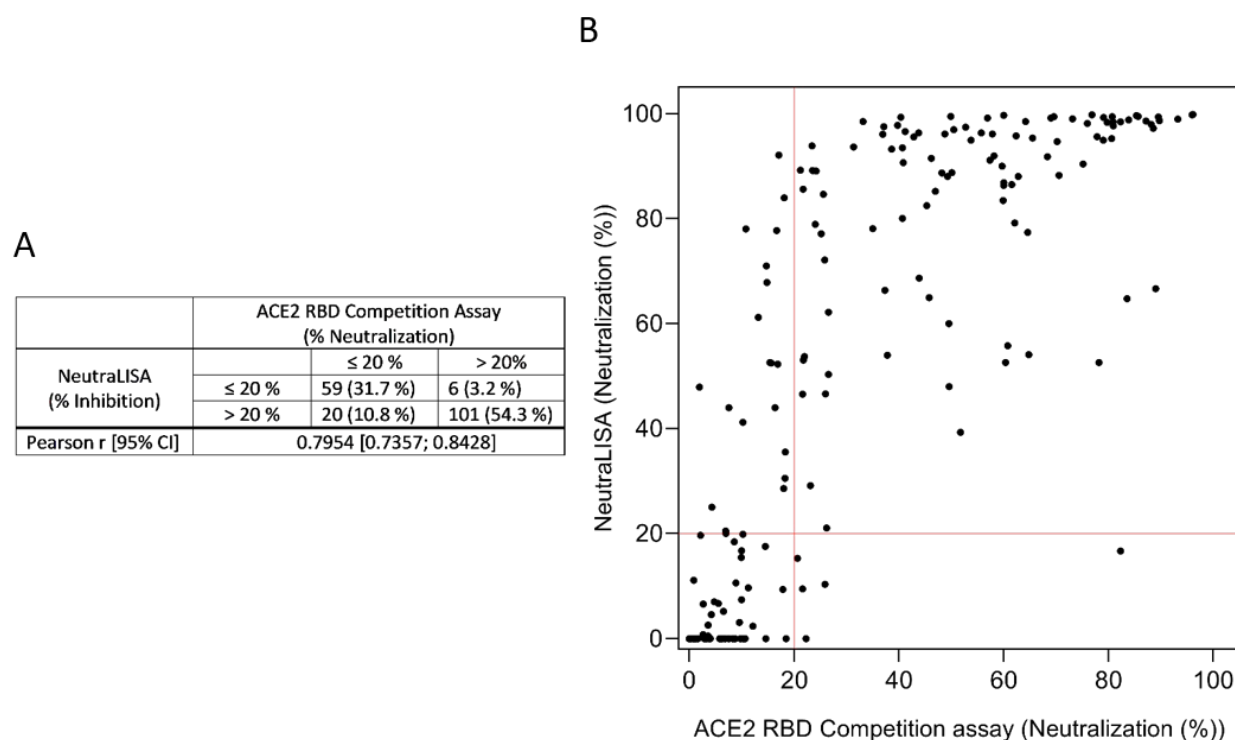 A
ACE2 RBD Competition Assay
(% Neutralization)
NeutraLISA
(% Inhibition)
≤ 20 % > 20%
≤ 20 % 59 (31.7 %) 6 (3.2 %)
> 20 % 20 (10.8 %) 101 (54.3 %)
Pearson r [95% CI] 0.7954 [0.7357; 0.8428]
B
NeutraLISA (Neutralization (%))
100
80
60
40
20
0
0 20 40 60 80 100
ACE2 RBD Competition assay (Neutralization (%))